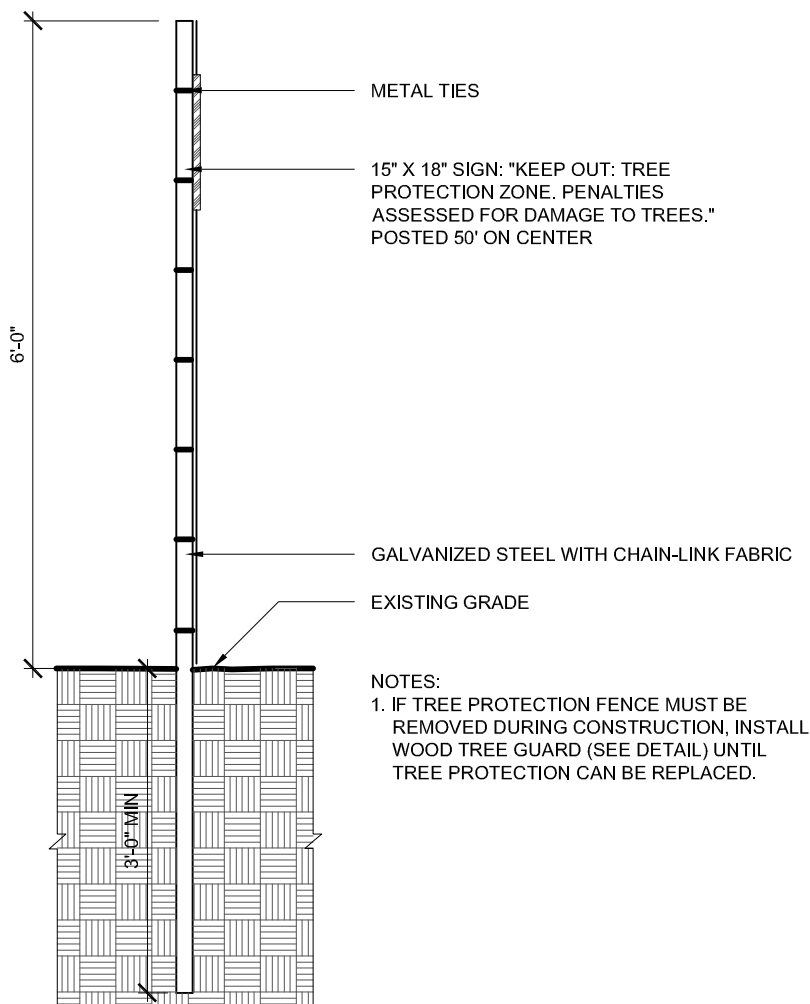 METAL TIES
15" X 18" SIGN: "KEEP OUT: TREE
PROTECTION ZONE. PENALTIES
ASSESSED FOR DAMAGE TO TREES."
POSTED 50' ON CENTER
6'-0"
GALVANIZED STEEL WITH CHAIN-LINK FABRIC
EXISTING GRADE
NOTES:
1. IF TREE PROTECTION FENCE MUST BE
REMOVED DURING CONSTRUCTION, INSTALL
WOOD TREE GUARD (SEE DETAIL) UNTIL
TREE PROTECTION CAN BE REPLACED.
3'-0" MIN